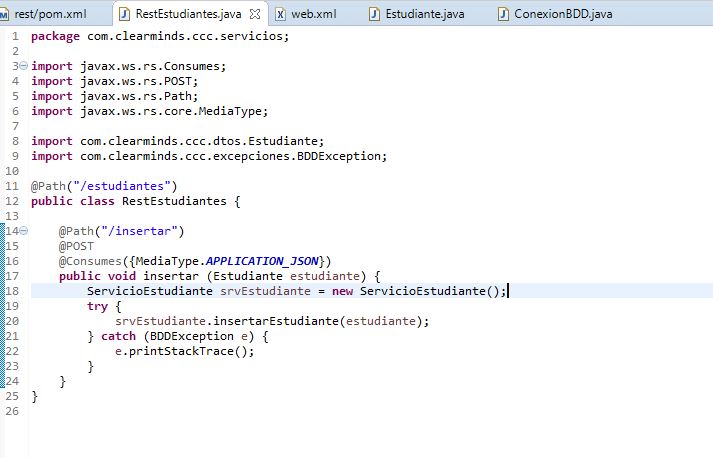 rest/pom.xml RestEstudiantes.java web.xml Estudiante.java ConexionBDD.java
1 package com.clearminds.ccc.servicios;
2
3 import javax.ws.rs.Consumes;
4 import javax.ws.rs.POST;
5 import javax.ws.rs.Path;
6 import javax.ws.rs.core.MediaType;
7
8 import com.clearminds.ccc.dtos.Estudiante;
9 import com.clearminds.ccc.excepciones.BDDException;
10
11 @Path("/estudiantes")
12 public class RestEstudiantes {
13
14     @Path("/insertar")
15     @POST
16     @Consumes({MediaType.APPLICATION_JSON})
17     public void insertar (Estudiante estudiante) {
18         ServicioEstudiante srvEstudiante = new ServicioEstudiante();
19         try {
20             srvEstudiante.insertarEstudiante(estudiante);
21         } catch (BDDException e) {
22             e.printStackTrace();
23         }
24     }
25 }
26